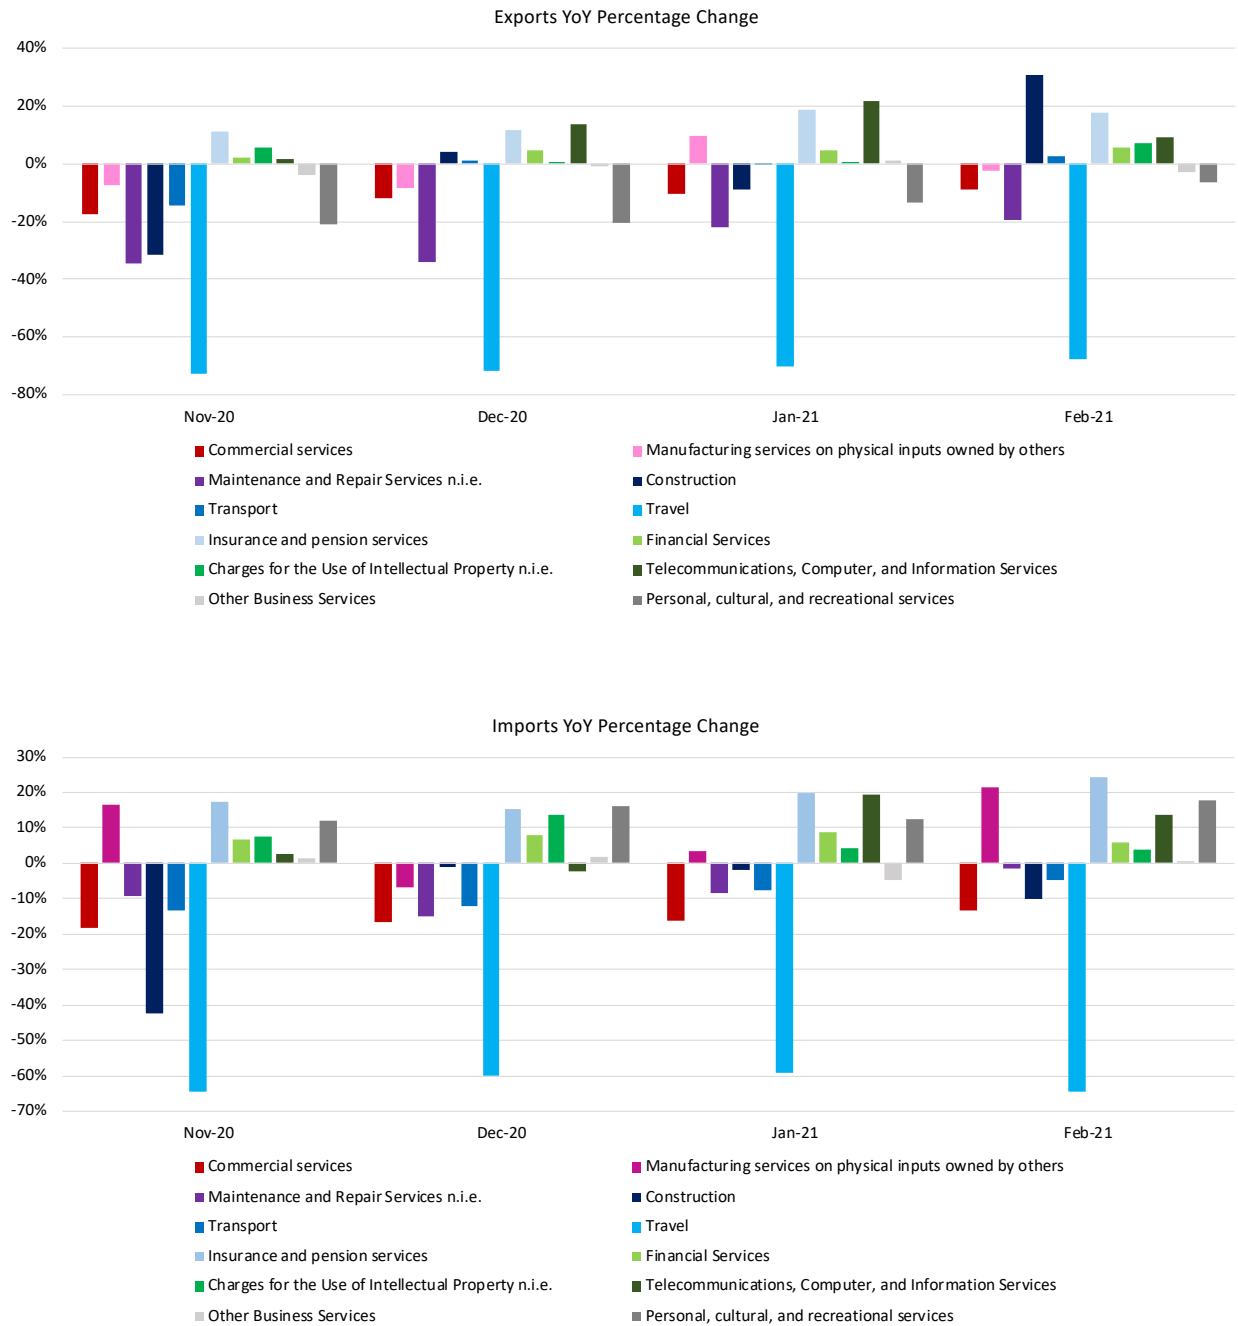 Exports YoY Percentage Change
40%
20%
0%
-20%
-40%
-60%
-80%
Nov-20 Dec-20 Jan-21 Feb-21
Commercial services Manufacturing services on physical inputs owned by others
Maintenance and Repair Services n.i.e. Construction
Transport Travel
Insurance and pension services Financial Services
Charges for the Use of Intellectual Property n.i.e. Telecommunications, Computer, and Information Services
Other Business Services Personal, cultural, and recreational services
Imports YoY Percentage Change
30%
20%
10%
0%
-10%
-20%
-30%
-40%
-50%
-60%
-70%
Nov-20 Dec-20 Jan-21 Feb-21
Commercial services Manufacturing services on physical inputs owned by others
Maintenance and Repair Services n.i.e. Construction
Transport Travel
Insurance and pension services Financial Services
Charges for the Use of Intellectual Property n.i.e. Telecommunications, Computer, and Information Services
Other Business Services Personal, cultural, and recreational services